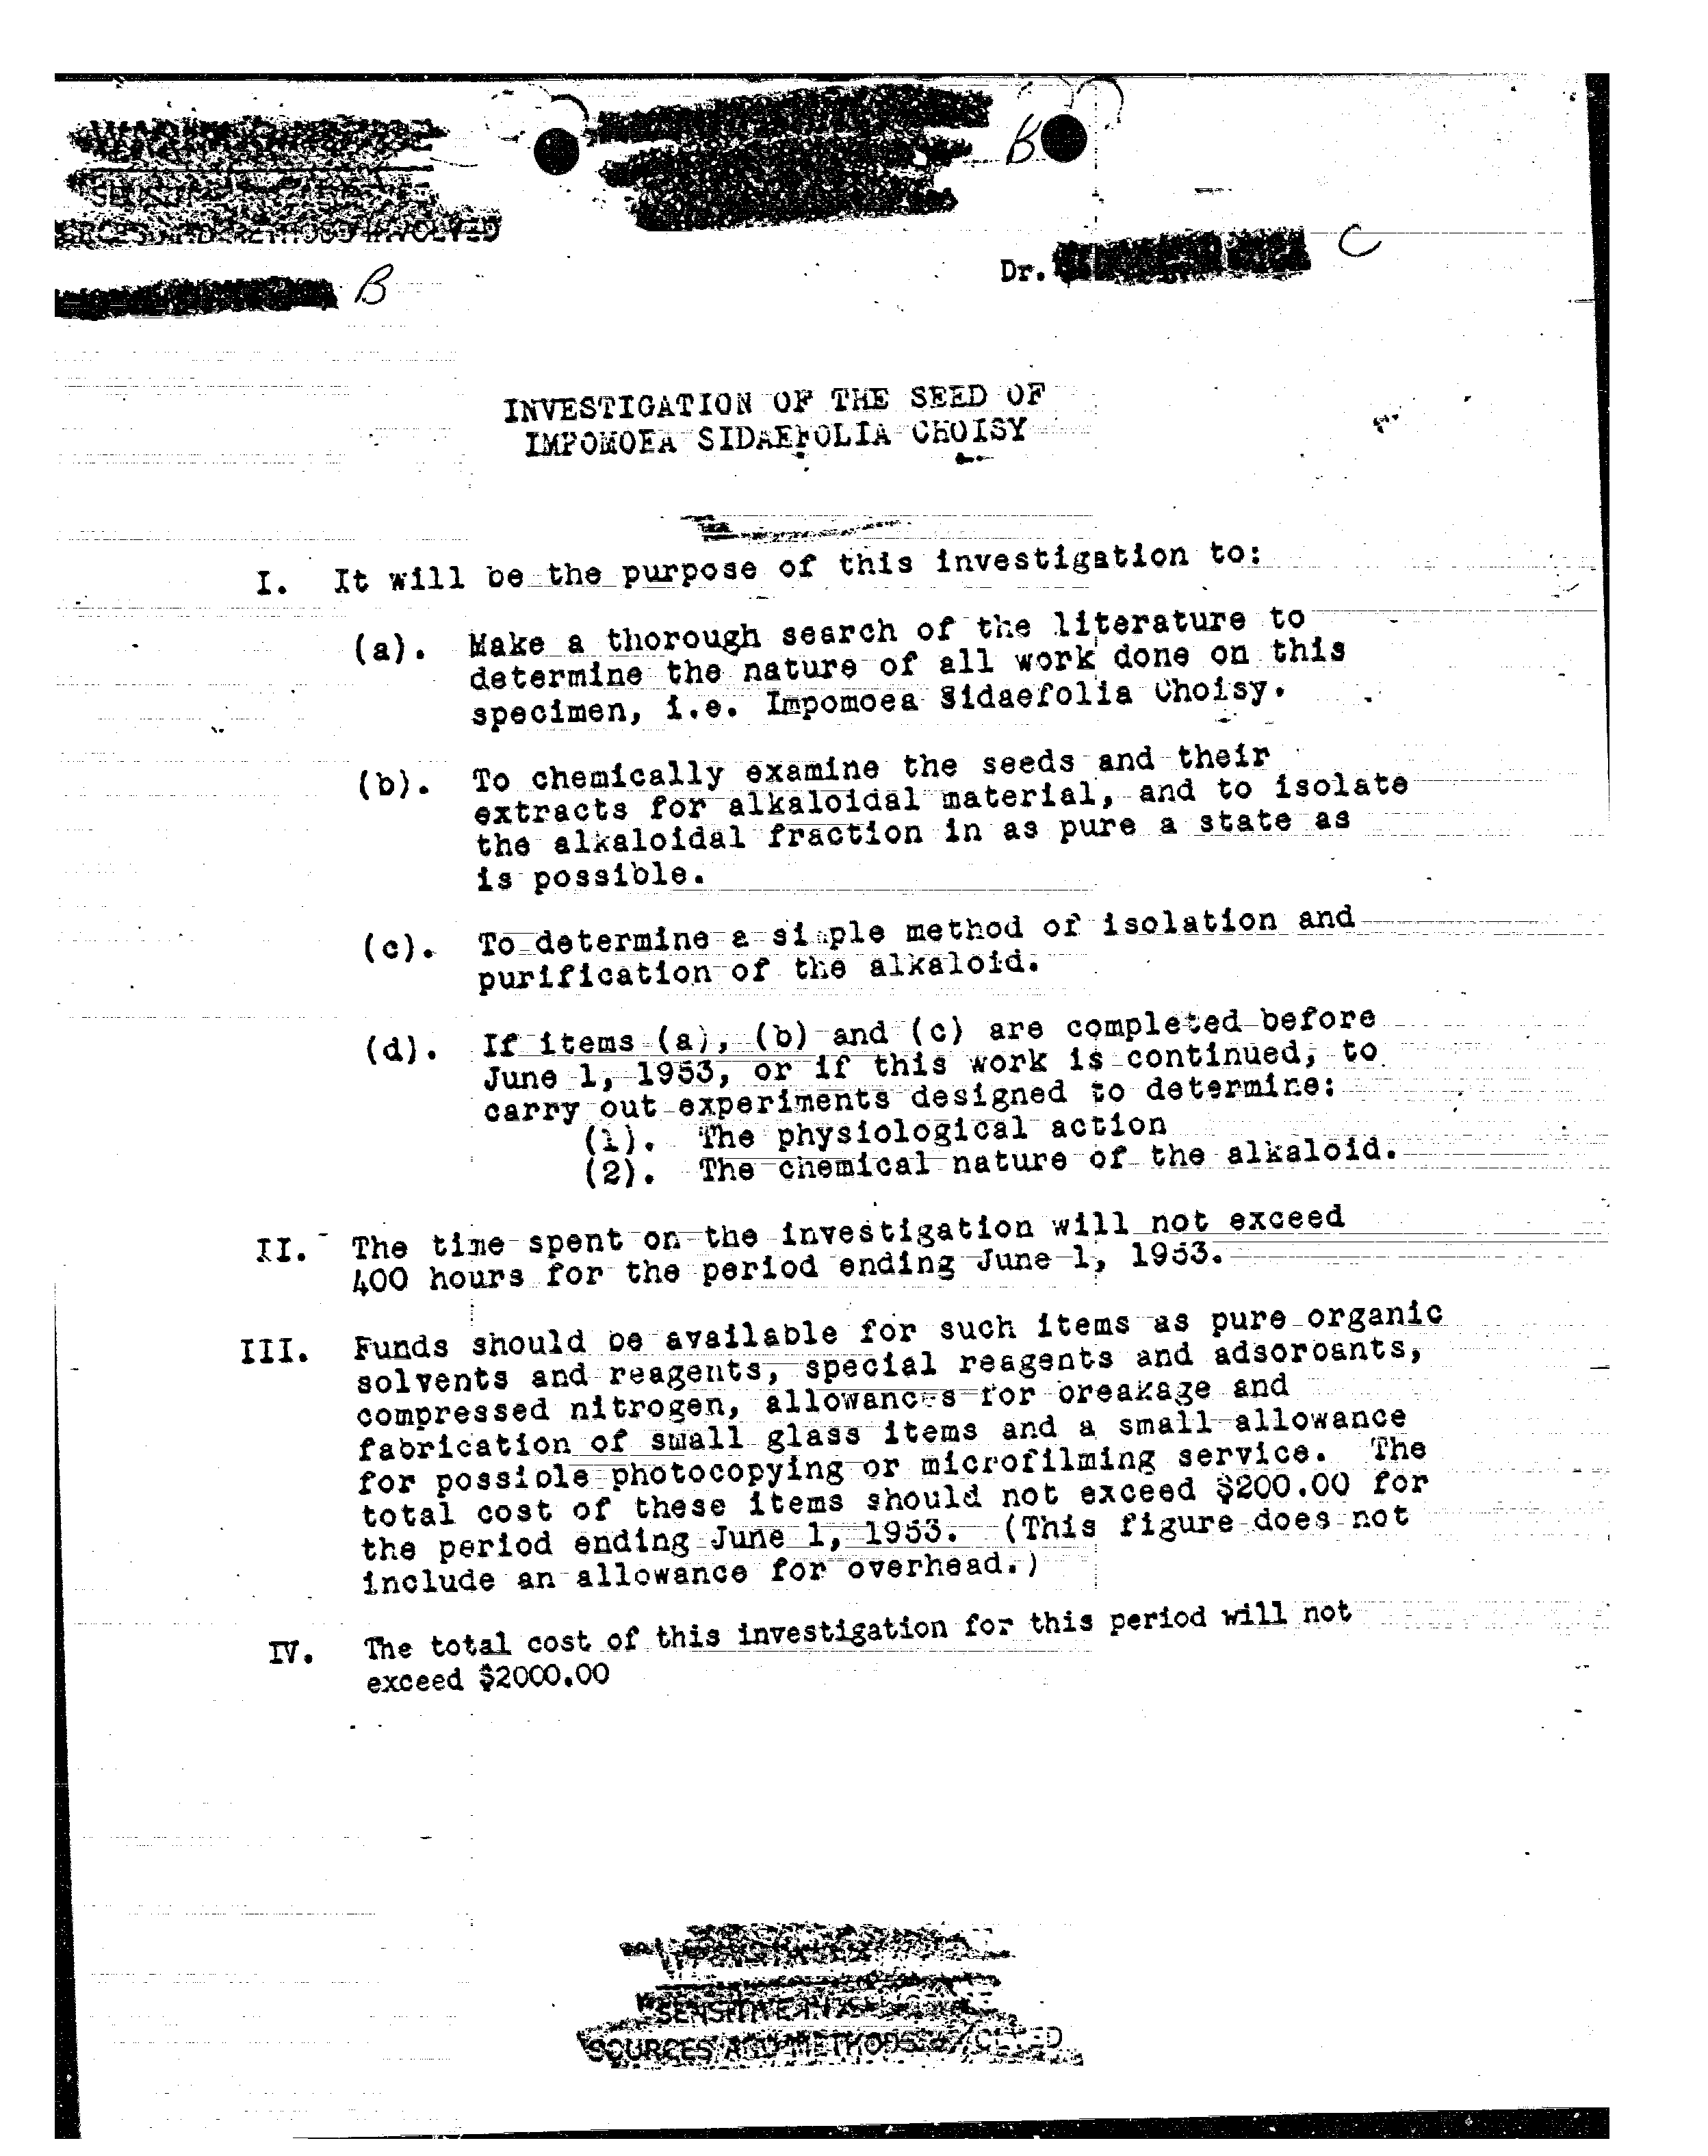 INVOLVED
B
B
Dr.
C
INVESTIGATION OF THE SEED OF
IMPOMOEA SIDAEFOLIA CHOISY
I. It will be the purpose of this investigation to:
(a). Make a thorough search of the literature to
determine the nature of all work done on this
specimen, i.e. Impomoea Sidaefolia Choisy.
(b). To chemically examine the seeds and their
extracts for alkaloidal material, and to isolate
the alkaloidal fraction in as pure a state as
is possible.
(c). To determine a simple method of isolation and
purification of the alkaloid.
(d). If items (a), (b) and (c) are completed before
June 1, 1953, or if this work is continued, to
carry out experiments designed to determine:
(1). The physiological action
(2). The chemical nature of the alkaloid.
II. The time spent on the investigation will not exceed
400 hours for the period ending June 1, 1953.
III. Funds should be available for such items as pure organic
solvents and reagents, special reagents and adsorbants,
compressed nitrogen, allowances for breakage and
fabrication of small glass items and a small allowance
for possible photocopying or microfilming service. The
total cost of these items should not exceed $200.00 for
the period ending June 1, 1953. (This figure does not
include an allowance for overhead.)
IV. The total cost of this investigation for this period will not
exceed $2000.00
SENSITIVE
SOURCES AND METHODS